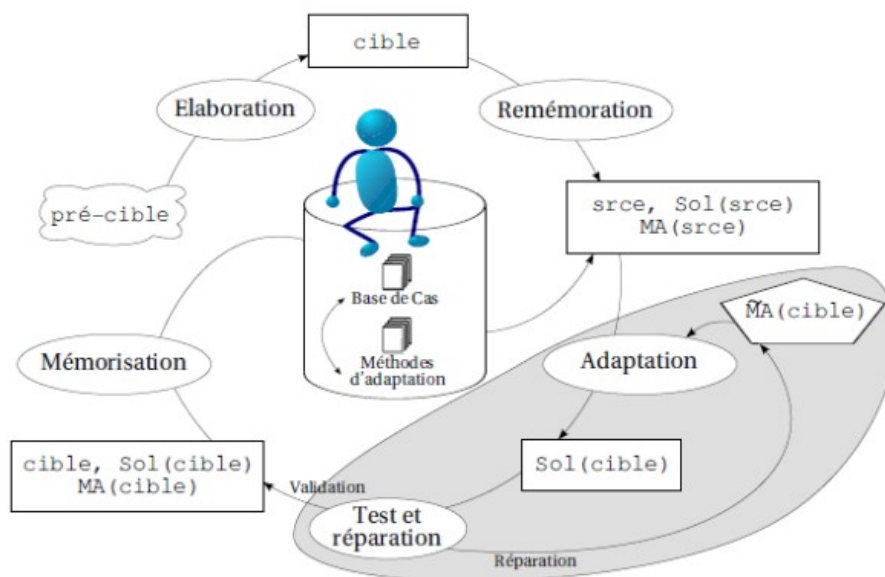 cible
Elaboration
Remémoration
pré-cible
srce, Sol(srce)
MA(srce)
Base de Cas
Méthodes
d'adaptation
M̃A(cible)
Adaptation
Mémorisation
Sol(cible)
cible, Sol(cible)
MA(cible)
Validation
Test et
réparation
Réparation